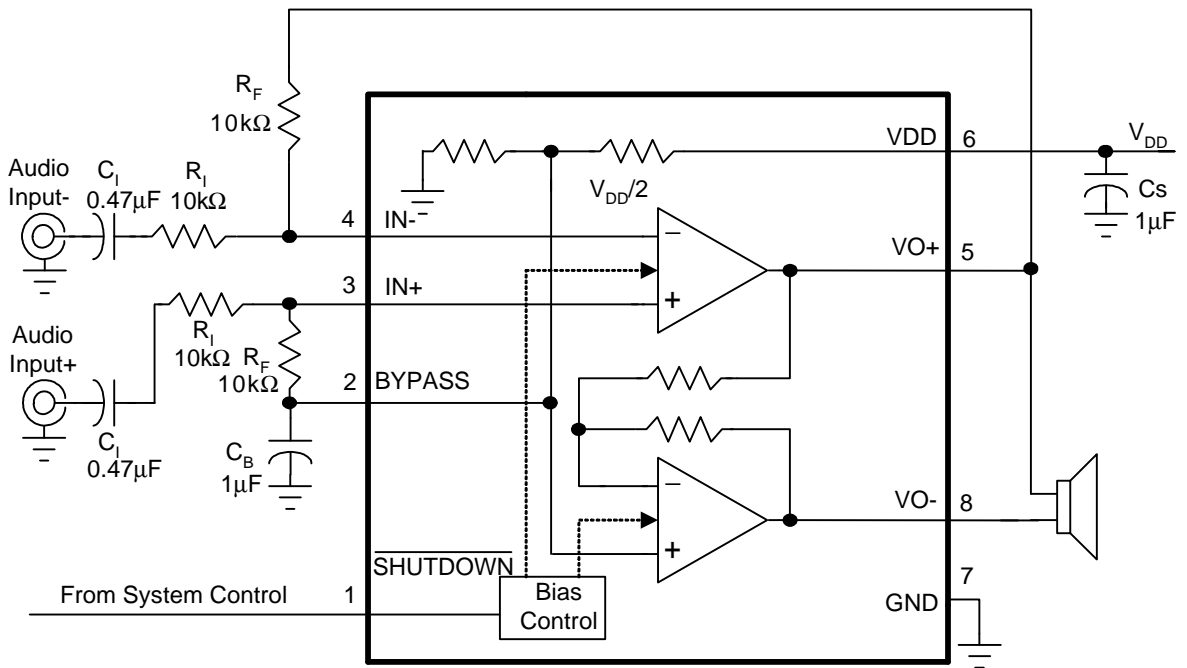 R_F
10kΩ
VDD
6
V_DD
Audio
Input-
C_I
0.47μF
R_I
10kΩ
V_DD/2
Cs
1μF
4
IN-
−
VO+
5
3
IN+
+
Audio
Input+
R_I
10kΩ
R_F
10kΩ
2
BYPASS
C_I
0.47μF
C_B
1μF
−
VO-
8
+
SHUTDOWN
From System Control
1
Bias
Control
7
GND